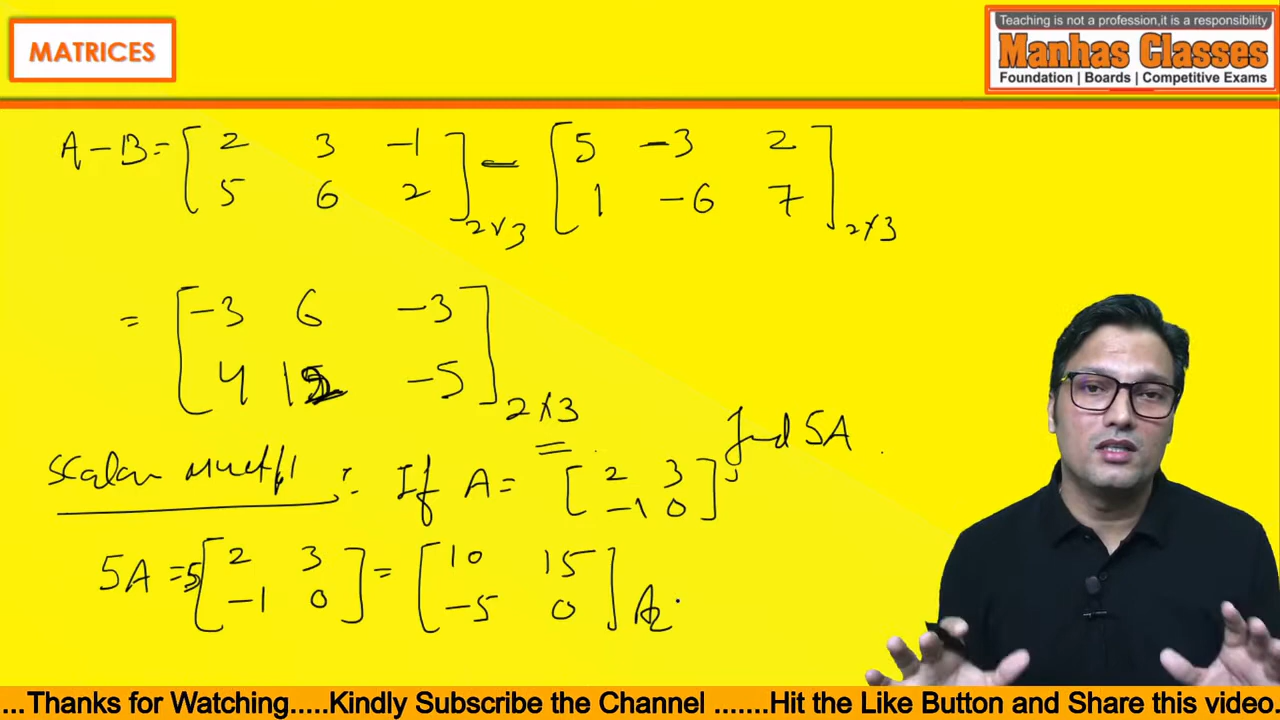 MATRICES
Teaching is not a profession,it is a responsibility
Manhas Classes
Foundation | Boards | Competitive Exams
A - B = [ 2 3 -1 ] - [ 5 -3 2 ]
[ 5 6 2 ] 2×3 [ 1 -6 7 ] 2×3
= [ -3 6 -3 ]
[ 4 12 -5 ] 2×3
find 5A
Scalar Multipl : If A = [ 2 3 ] ,
[ -1 0 ]
5A = 5 [ 2 3 ] = [ 10 15 ]
[ -1 0 ] [ -5 0 ]
...Thanks for Watching.....Kindly Subscribe the Channel .......Hit the Like Button and Share this video.